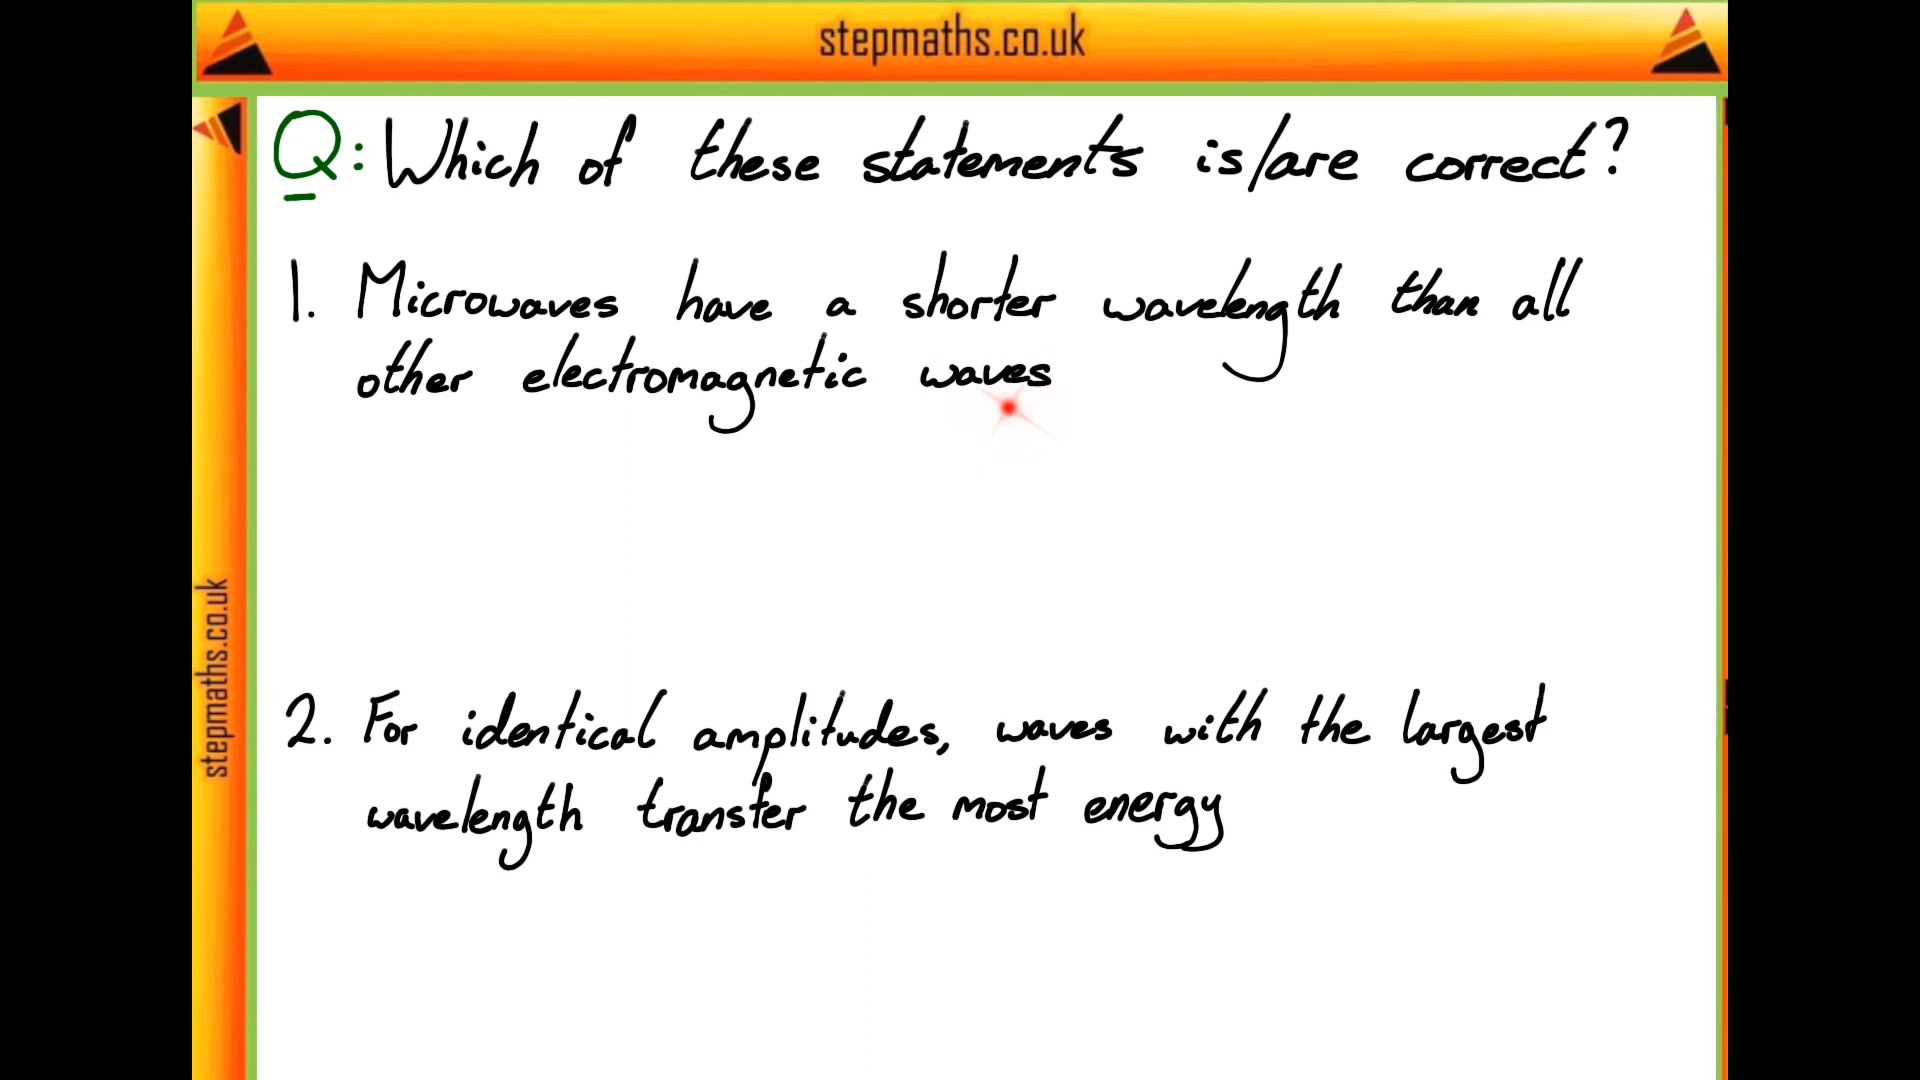 stepmaths.co.uk
Q: Which of these statements is/are correct?
1. Microwaves have a shorter wavelength than all
other electromagnetic waves
2. For identical amplitudes, waves with the largest
wavelength transfer the most energy
stepmaths.co.uk